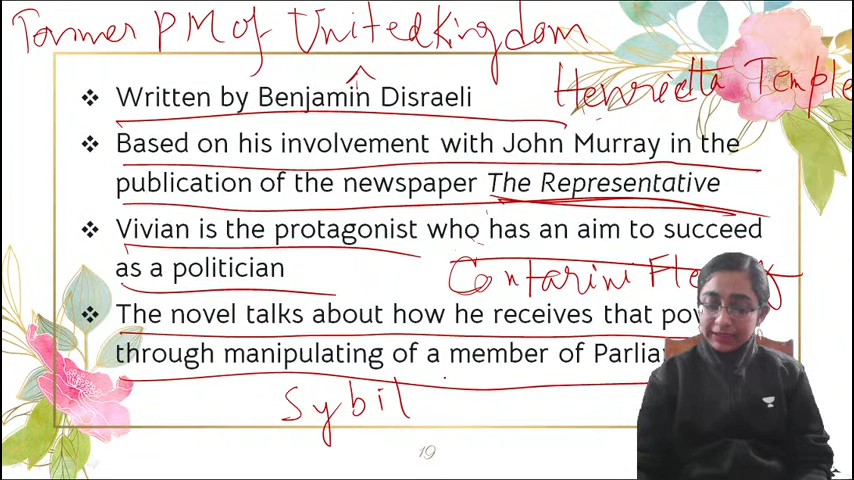 Former PM of United Kingdom
Henrietta Temple
❖ Written by Benjamin Disraeli
❖ Based on his involvement with John Murray in the
publication of the newspaper The Representative
❖ Vivian is the protagonist who has an aim to succeed
as a politician
Contarini
❖ The novel talks about how he receives that
through manipulating of a member of
Sybil
19